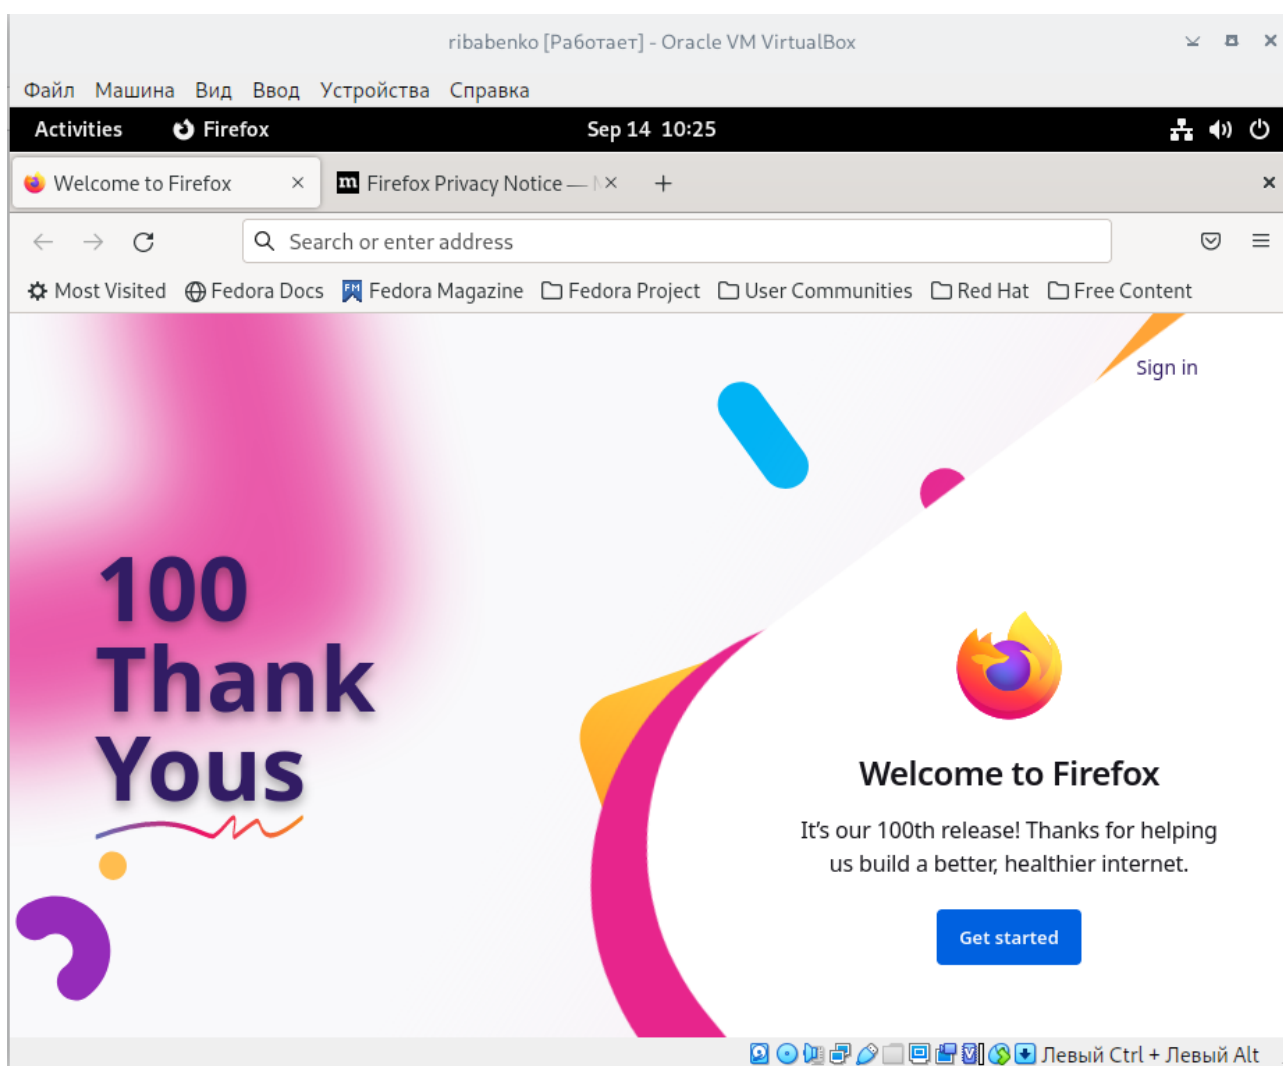 ribabenko [Работает] - Oracle VM VirtualBox
Файл Машина Вид Ввод Устройства Справка
Activities Firefox Sep 14 10:25
Welcome to Firefox Firefox Privacy Notice —
Search or enter address
Most Visited Fedora Docs Fedora Magazine Fedora Project User Communities Red Hat Free Content
Sign in
100
Thank
Yous
Welcome to Firefox
It’s our 100th release! Thanks for helping
us build a better, healthier internet.
Get started
Левый Ctrl + Левый Alt